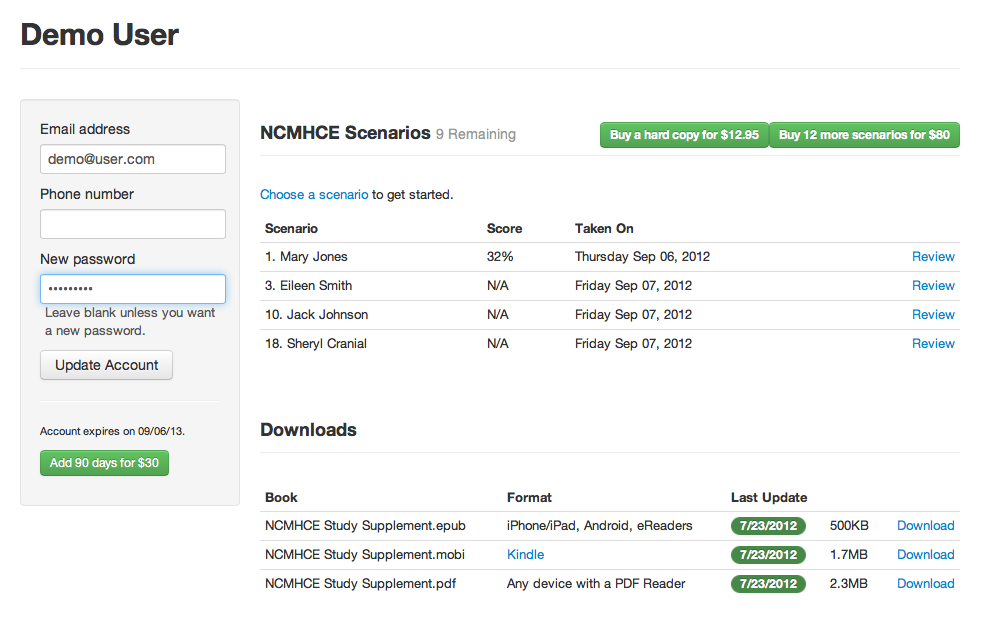 Demo User
Email address
demo@user.com
Phone number
New password
•••••••••
Leave blank unless you want
a new password.
Update Account
Account expires on 09/06/13.
Add 90 days for $30
NCMHCE Scenarios 9 Remaining
Buy a hard copy for $12.95 Buy 12 more scenarios for $80
Choose a scenario to get started.
Scenario Score Taken On
1. Mary Jones 32% Thursday Sep 06, 2012 Review
3. Eileen Smith N/A Friday Sep 07, 2012 Review
10. Jack Johnson N/A Friday Sep 07, 2012 Review
18. Sheryl Cranial N/A Friday Sep 07, 2012 Review
Downloads
Book Format Last Update
NCMHCE Study Supplement.epub iPhone/iPad, Android, eReaders 7/23/2012 500KB Download
NCMHCE Study Supplement.mobi Kindle 7/23/2012 1.7MB Download
NCMHCE Study Supplement.pdf Any device with a PDF Reader 7/23/2012 2.3MB Download